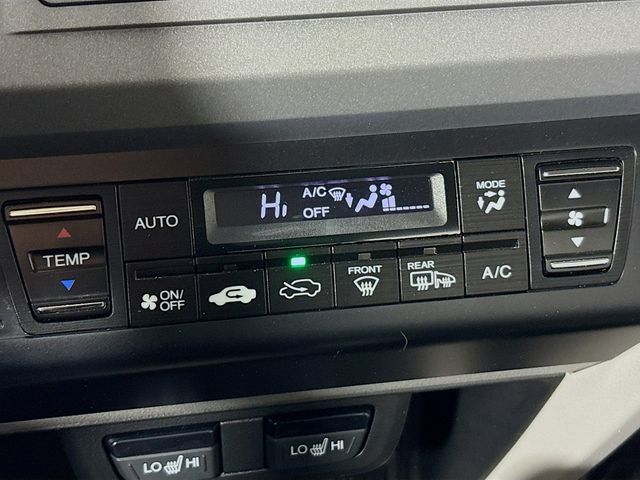 AUTO
Hi
A/C
OFF
MODE
TEMP
ON/
OFF
FRONT
REAR
A/C
LO HI
LO HI